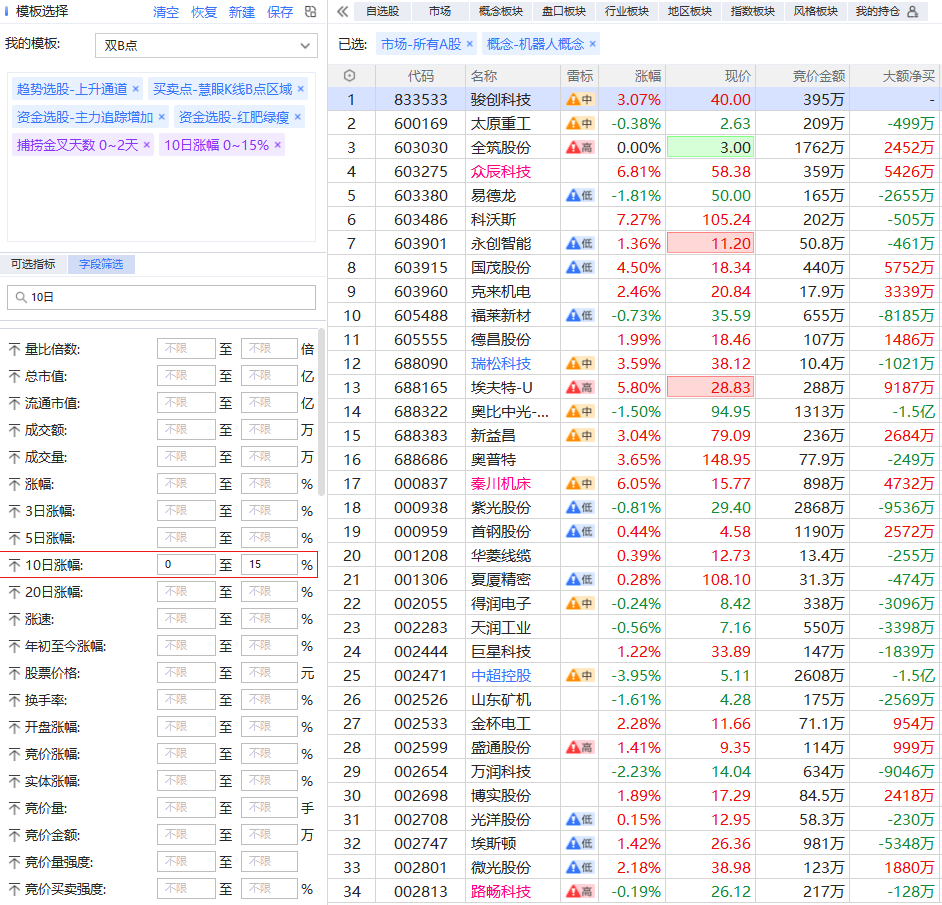 模板选择 清空 恢复 新建 保存
我的模板: 双B点
趋势选股-上升通道 × 买卖点-慧眼K线B点区域 ×
资金选股-主力追踪增加 × 资金选股-红肥绿瘦 ×
捕捞金叉天数 0~2天 × 10日涨幅 0~15% ×
可选指标 字段筛选
10日
量比倍数: 不限 至 不限 倍
总市值: 不限 至 不限 亿
流通市值: 不限 至 不限 亿
成交额: 不限 至 不限 万
成交量: 不限 至 不限 万
涨幅: 不限 至 不限 %
3日涨幅: 不限 至 不限 %
5日涨幅: 不限 至 不限 %
10日涨幅: 0 至 15 %
20日涨幅: 不限 至 不限 %
涨速: 不限 至 不限 %
年初至今涨幅: 不限 至 不限 %
股票价格: 不限 至 不限 元
换手率: 不限 至 不限 %
开盘涨幅: 不限 至 不限 %
竞价涨幅: 不限 至 不限 %
实体涨幅: 不限 至 不限 %
竞价量: 不限 至 不限 手
竞价金额: 不限 至 不限 万
竞价量强度: 不限 至 不限
竞价买卖强度: 不限 至 不限 %
自选股 市场 概念板块 盘口板块 行业板块 地区板块 指数板块 风格板块 我的持仓
已选: 市场-所有A股 × 概念-机器人概念 ×
代码 名称 雷标 涨幅 现价 竞价金额 大额净买
1 833533 骏创科技 中 3.07% 40.00 395万 -
2 600169 太原重工 中 -0.38% 2.63 209万 -499万
3 603030 全筑股份 高 0.00% 3.00 1762万 2452万
4 603275 众辰科技 6.81% 58.38 359万 5426万
5 603380 易德龙 低 -1.81% 50.00 165万 -2655万
6 603486 科沃斯 7.27% 105.24 202万 -505万
7 603901 永创智能 低 1.36% 11.20 50.8万 -461万
8 603915 国茂股份 低 4.50% 18.34 440万 5752万
9 603960 克来机电 2.46% 20.84 17.9万 3339万
10 605488 福莱新材 低 -0.73% 35.59 655万 -8185万
11 605555 德昌股份 1.99% 18.46 107万 1486万
12 688090 瑞松科技 中 3.59% 38.12 10.4万 -1021万
13 688165 埃夫特-U 高 5.80% 28.83 288万 9187万
14 688322 奥比中光-... 中 -1.50% 94.95 1313万 -1.5亿
15 688383 新益昌 中 3.04% 79.09 236万 2684万
16 688686 奥普特 3.65% 148.95 77.9万 -249万
17 000837 秦川机床 中 6.05% 15.77 898万 4732万
18 000938 紫光股份 低 -0.81% 29.40 2868万 -9536万
19 000959 首钢股份 低 0.44% 4.58 1190万 2572万
20 001208 华菱线缆 0.39% 12.73 13.4万 -255万
21 001306 夏厦精密 低 0.28% 108.10 31.3万 -474万
22 002055 得润电子 中 -0.24% 8.42 338万 -3096万
23 002283 天润工业 -0.56% 7.16 550万 -3398万
24 002444 巨星科技 1.22% 33.89 147万 -1839万
25 002471 中超控股 中 -3.95% 5.11 2608万 -1.5亿
26 002526 山东矿机 -1.61% 4.28 175万 -2569万
27 002533 金杯电工 2.28% 11.66 71.1万 954万
28 002599 盛通股份 高 1.41% 9.35 114万 999万
29 002654 万润科技 -2.23% 14.04 634万 -9046万
30 002698 博实股份 1.89% 17.29 84.5万 2418万
31 002708 光洋股份 低 0.15% 12.95 58.3万 -230万
32 002747 埃斯顿 低 1.42% 26.36 981万 -5348万
33 002801 微光股份 低 2.18% 38.98 123万 1880万
34 002813 路畅科技 高 -0.19% 26.12 217万 -128万